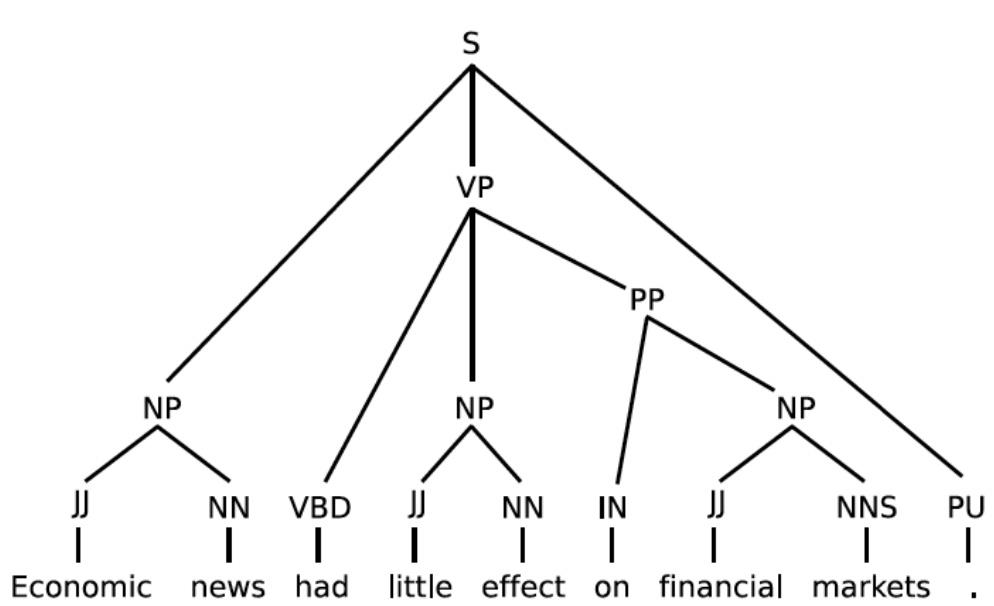 S
VP
PP
NP NP NP
JJ NN VBD JJ NN IN JJ NNS PU
Economic news had little effect on financial markets .